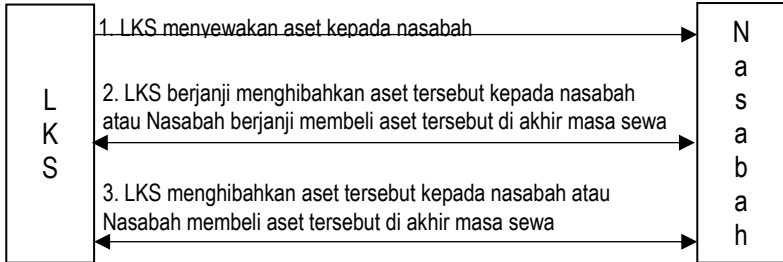 LKS
1. LKS menyewakan aset kepada nasabah
2. LKS berjanji menghibahkan aset tersebut kepada nasabah
atau Nasabah berjanji membeli aset tersebut di akhir masa sewa
3. LKS menghibahkan aset tersebut kepada nasabah atau
Nasabah membeli aset tersebut di akhir masa sewa
Nasabah